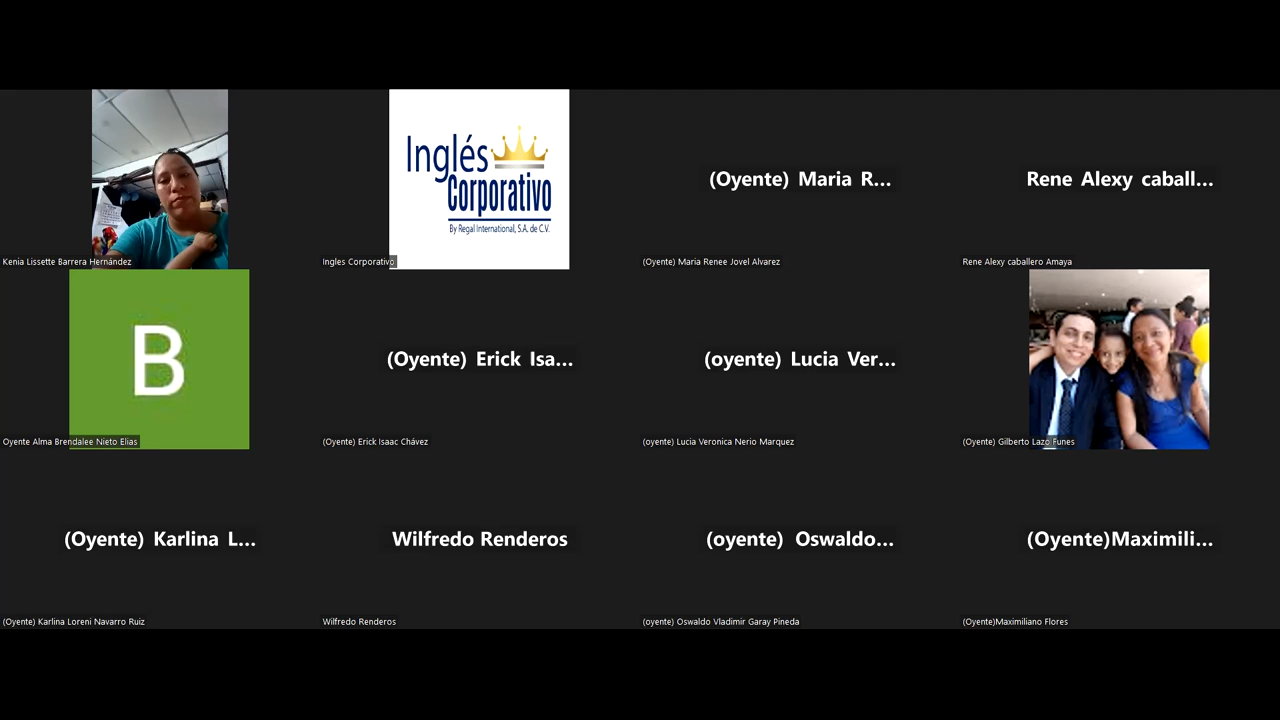 Inglés
Corporativo
By Regal International, S.A. de C.V.
(Oyente) Maria R...
Rene Alexy caball...
Kenia Lissette Barrera Hernández
Ingles Corporativo
(Oyente) Maria Renee Jovel Alvarez
Rene Alexy caballero Amaya
B
(Oyente) Erick Isa...
(oyente) Lucia Ver...
Oyente Alma Brendalee Nieto Elias
(Oyente) Erick Isaac Chávez
(oyente) Lucia Veronica Nerio Marquez
(Oyente) Gilberto Lazo Funes
(Oyente) Karlina L...
Wilfredo Renderos
(oyente) Oswaldo...
(Oyente)Maximili...
(Oyente) Karlina Loreni Navarro Ruiz
Wilfredo Renderos
(oyente) Oswaldo Vladimir Garay Pineda
(Oyente)Maximiliano Flores